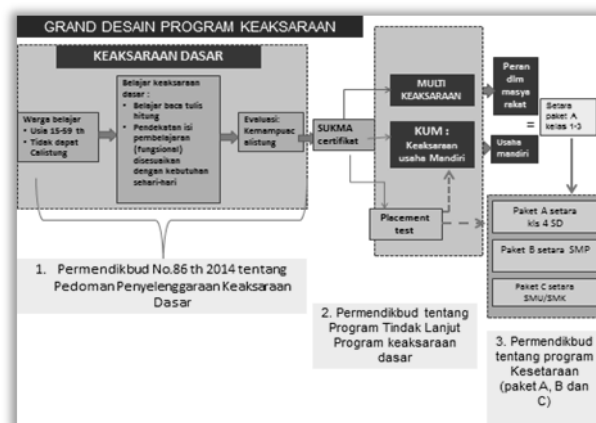 GRAND DESAIN PROGRAM KEAKSARAAN
KEAKSARAAN DASAR
Warga belajar
• Usia 15-59 th
• Tidak dapat
Calistung
Belajar keaksaraan
dasar :
• Belajar baca tulis
hitung
• Pendekatan isi
pembelajaran
(fungsional)
disesuaikan
dengan kebutuhan
sehari-hari
Evaluasi:
Kemampuac
alistung
SUKMA
certifikat
MULTI
KEAKSARAAN
KUM :
Keaksaraan
usaha Mandiri
Placement
test
Peran
dlm
masya
rakat
Usaha
mandiri
=
Setara
paket A
kelas 1-3
Paket A setara
kls 4 SD
Paket B setara SMP
Paket C setara
SMU/SMK
1. Permendikbud No.86 th 2014 tentang
Pedoman Penyelenggaraan Keaksaraan
Dasar
2. Permendikbud tentang
Program Tindak Lanjut
Program keaksaraan
dasar
3. Permendikbud
tentang program
Kesetaraan
(paket A, B dan
C)